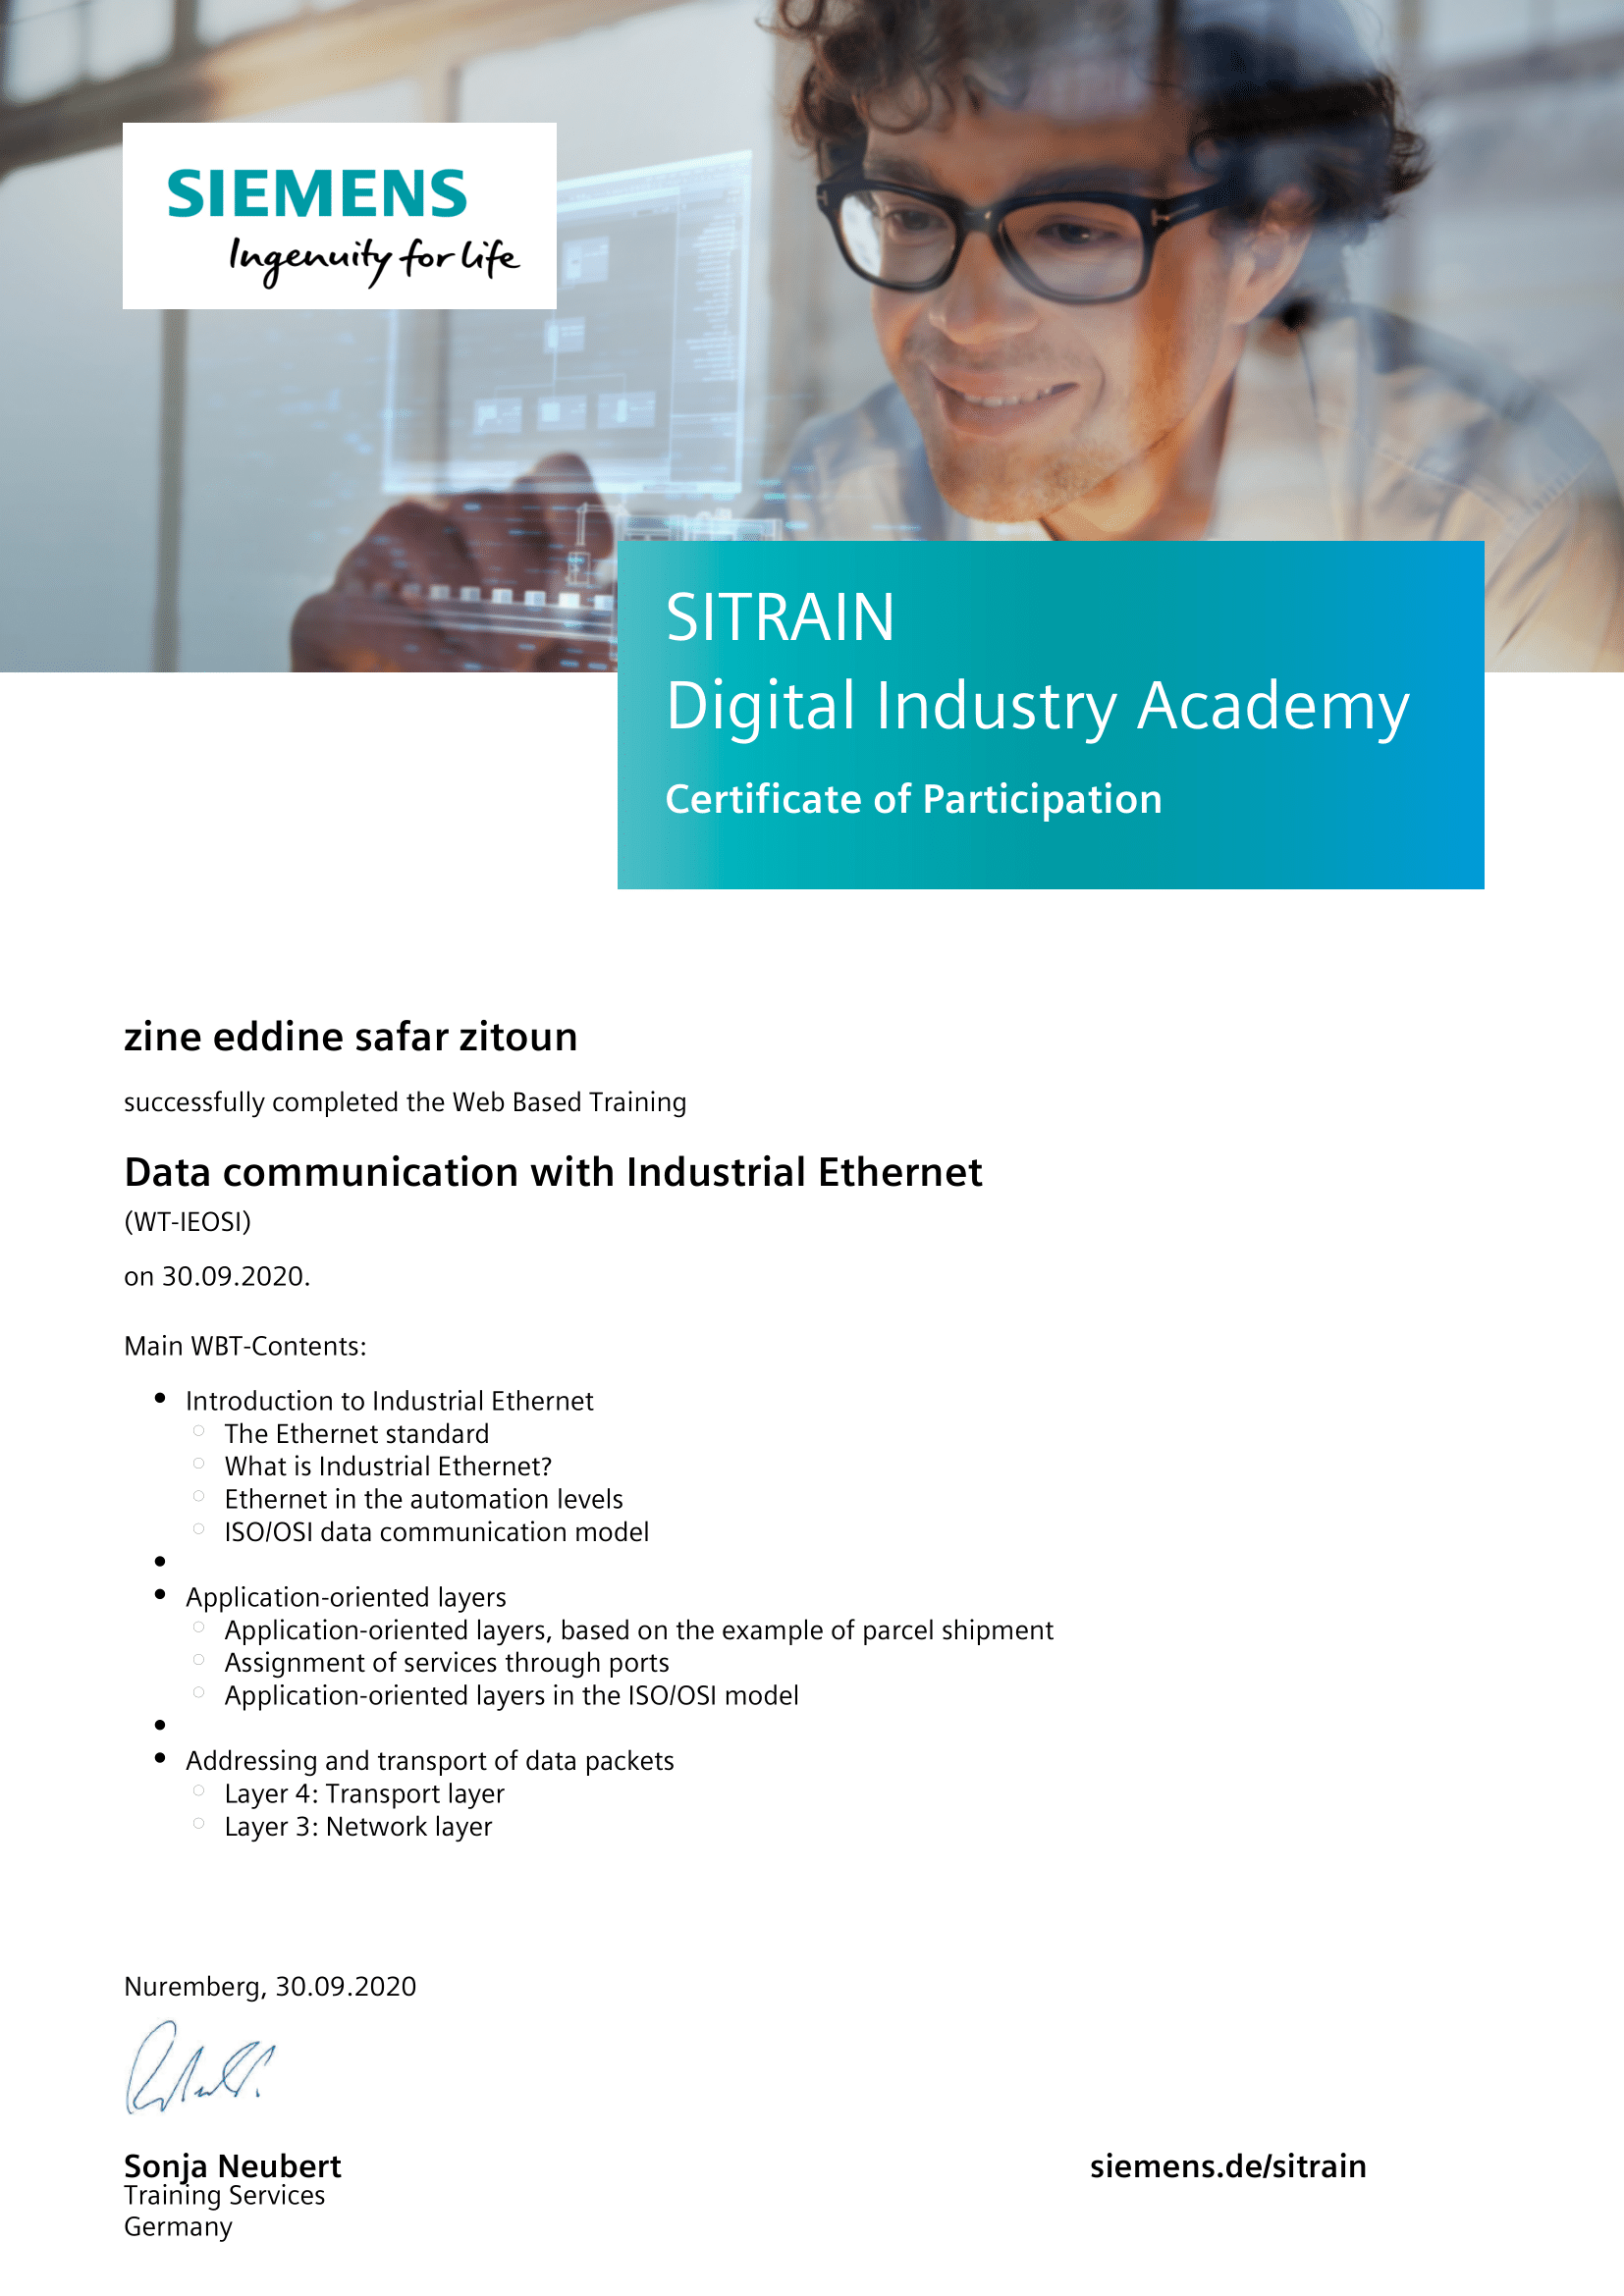 SIEMENS
Ingenuity for life
SITRAIN
Digital Industry Academy
Certificate of Participation
zine eddine safar zitoun
successfully completed the Web Based Training
Data communication with Industrial Ethernet
(WT-IEOSI)
on 30.09.2020.
Main WBT-Contents:
• Introduction to Industrial Ethernet
○ The Ethernet standard
○ What is Industrial Ethernet?
○ Ethernet in the automation levels
○ ISO/OSI data communication model
•
• Application-oriented layers
○ Application-oriented layers, based on the example of parcel shipment
○ Assignment of services through ports
○ Application-oriented layers in the ISO/OSI model
•
• Addressing and transport of data packets
○ Layer 4: Transport layer
○ Layer 3: Network layer
Nuremberg, 30.09.2020
Sonja Neubert
Training Services
Germany
siemens.de/sitrain